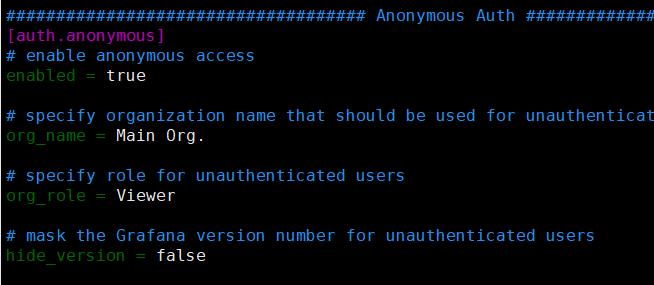 #################################### Anonymous Auth #############
[auth.anonymous]
# enable anonymous access
enabled = true
# specify organization name that should be used for unauthenticat
org_name = Main Org.
# specify role for unauthenticated users
org_role = Viewer
# mask the Grafana version number for unauthenticated users
hide_version = false